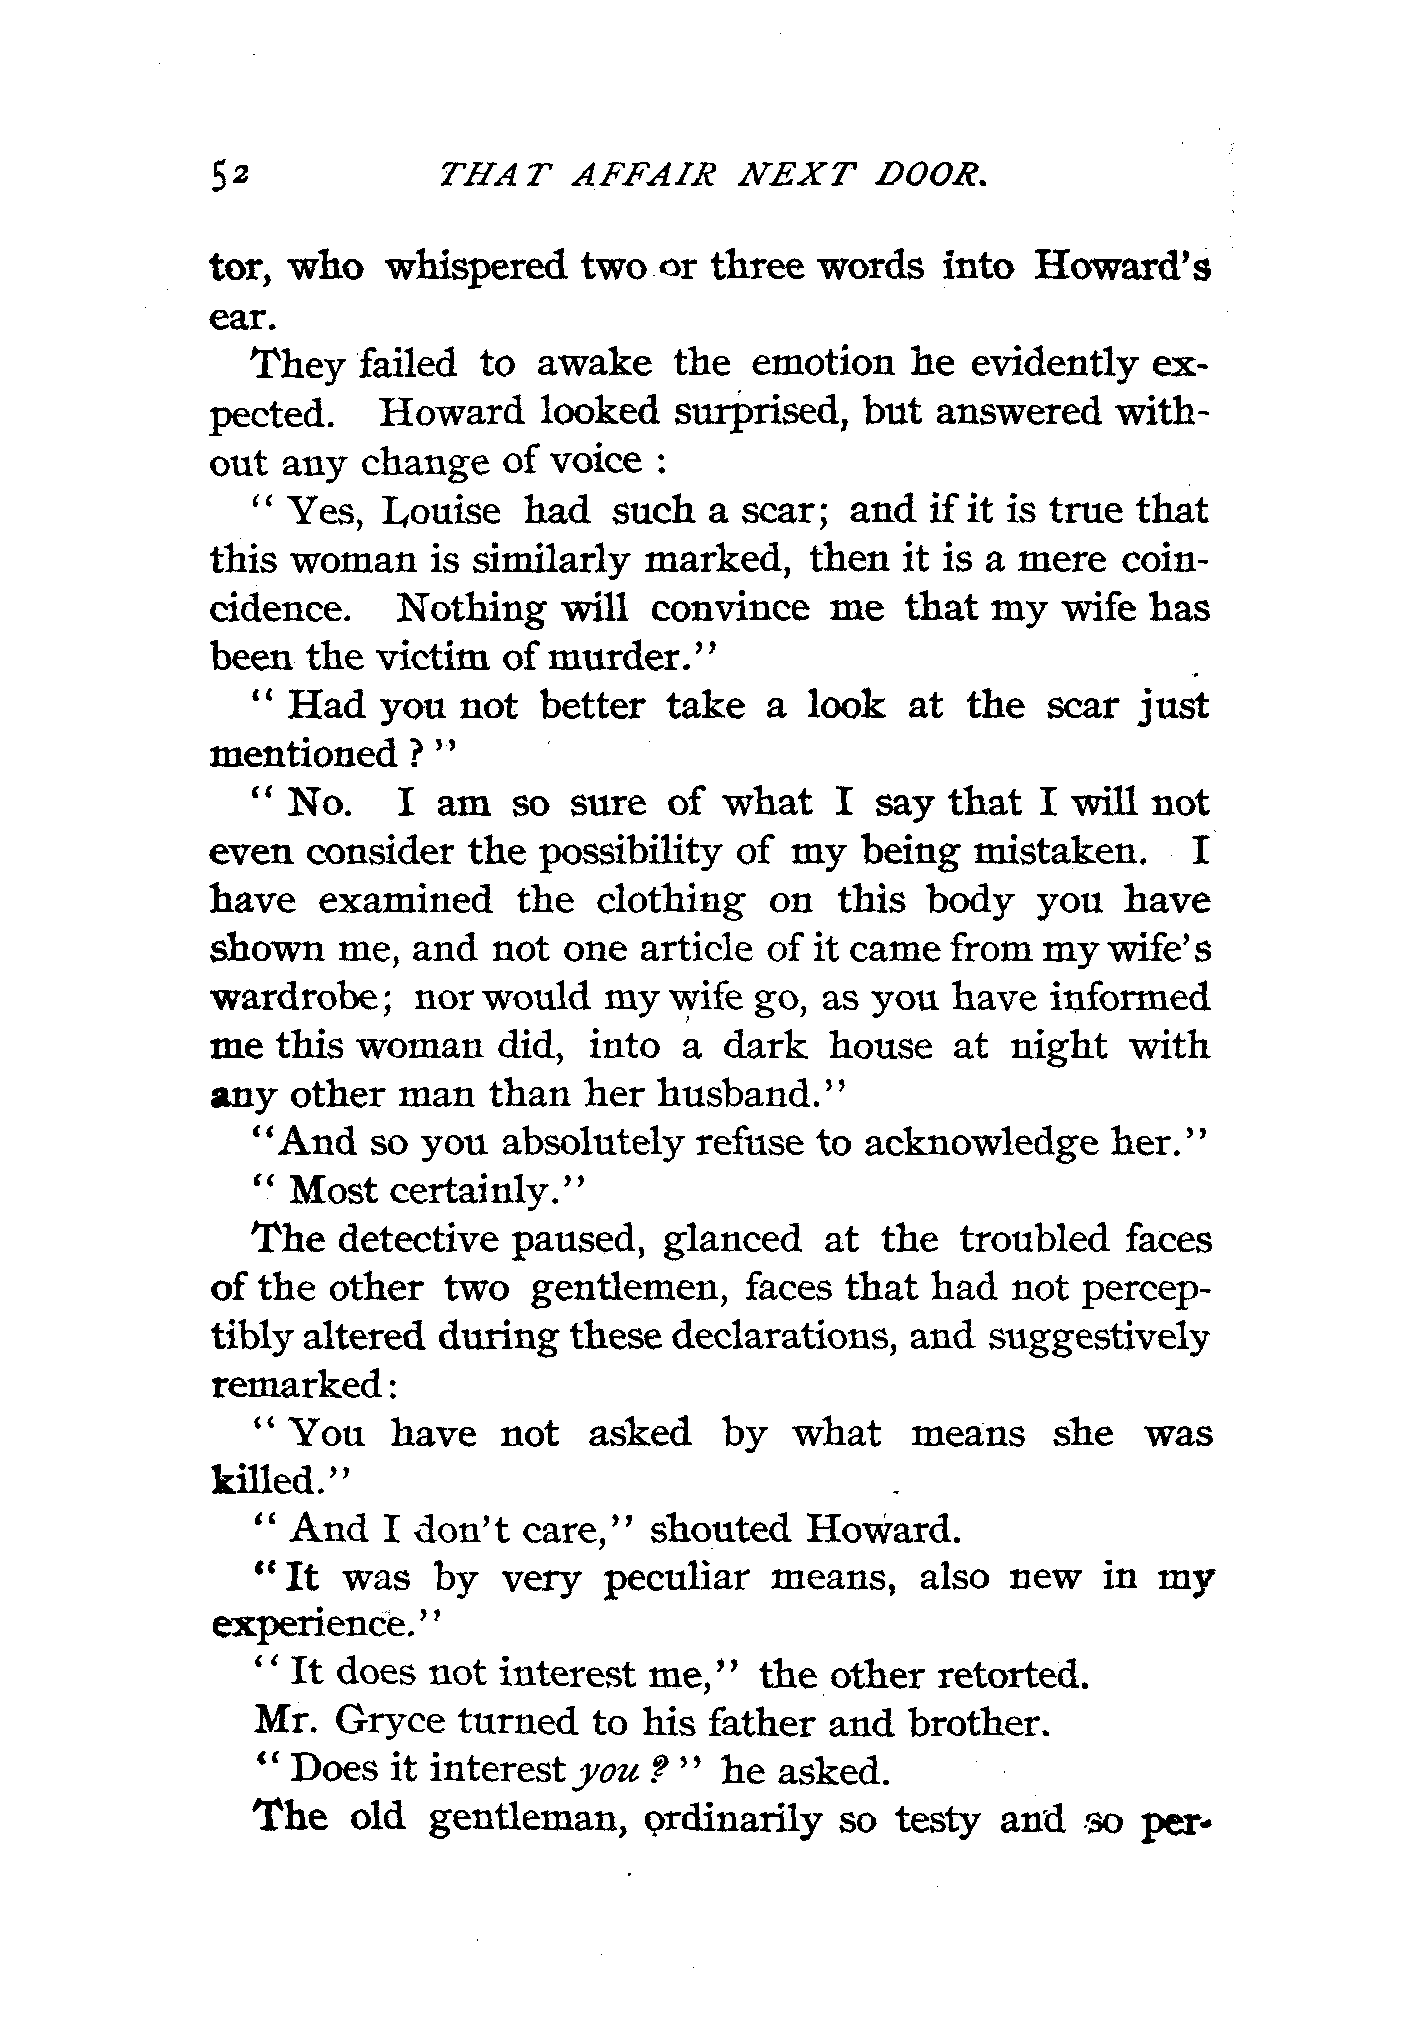 52 THAT AFFAIR NEXT DOOR.
tor, who whispered two or three words into Howard's
ear.
They failed to awake the emotion he evidently ex-
pected. Howard looked surprised, but answered with-
out any change of voice :
" Yes, Louise had such a scar; and if it is true that
this woman is similarly marked, then it is a mere coin-
cidence. Nothing will convince me that my wife has
been the victim of murder."
" Had you not better take a look at the scar just
mentioned ? "
" No. I am so sure of what I say that I will not
even consider the possibility of my being mistaken. I
have examined the clothing on this body you have
shown me, and not one article of it came from my wife's
wardrobe; nor would my wife go, as you have informed
me this woman did, into a dark house at night with
any other man than her husband."
"And so you absolutely refuse to acknowledge her."
" Most certainly."
The detective paused, glanced at the troubled faces
of the other two gentlemen, faces that had not percep-
tibly altered during these declarations, and suggestively
remarked:
" You have not asked by what means she was
killed."
" And I don't care," shouted Howard.
" It was by very peculiar means, also new in my
experience."
" It does not interest me," the other retorted.
Mr. Gryce turned to his father and brother.
" Does it interest you ? " he asked.
The old gentleman, ordinarily so testy and so per-